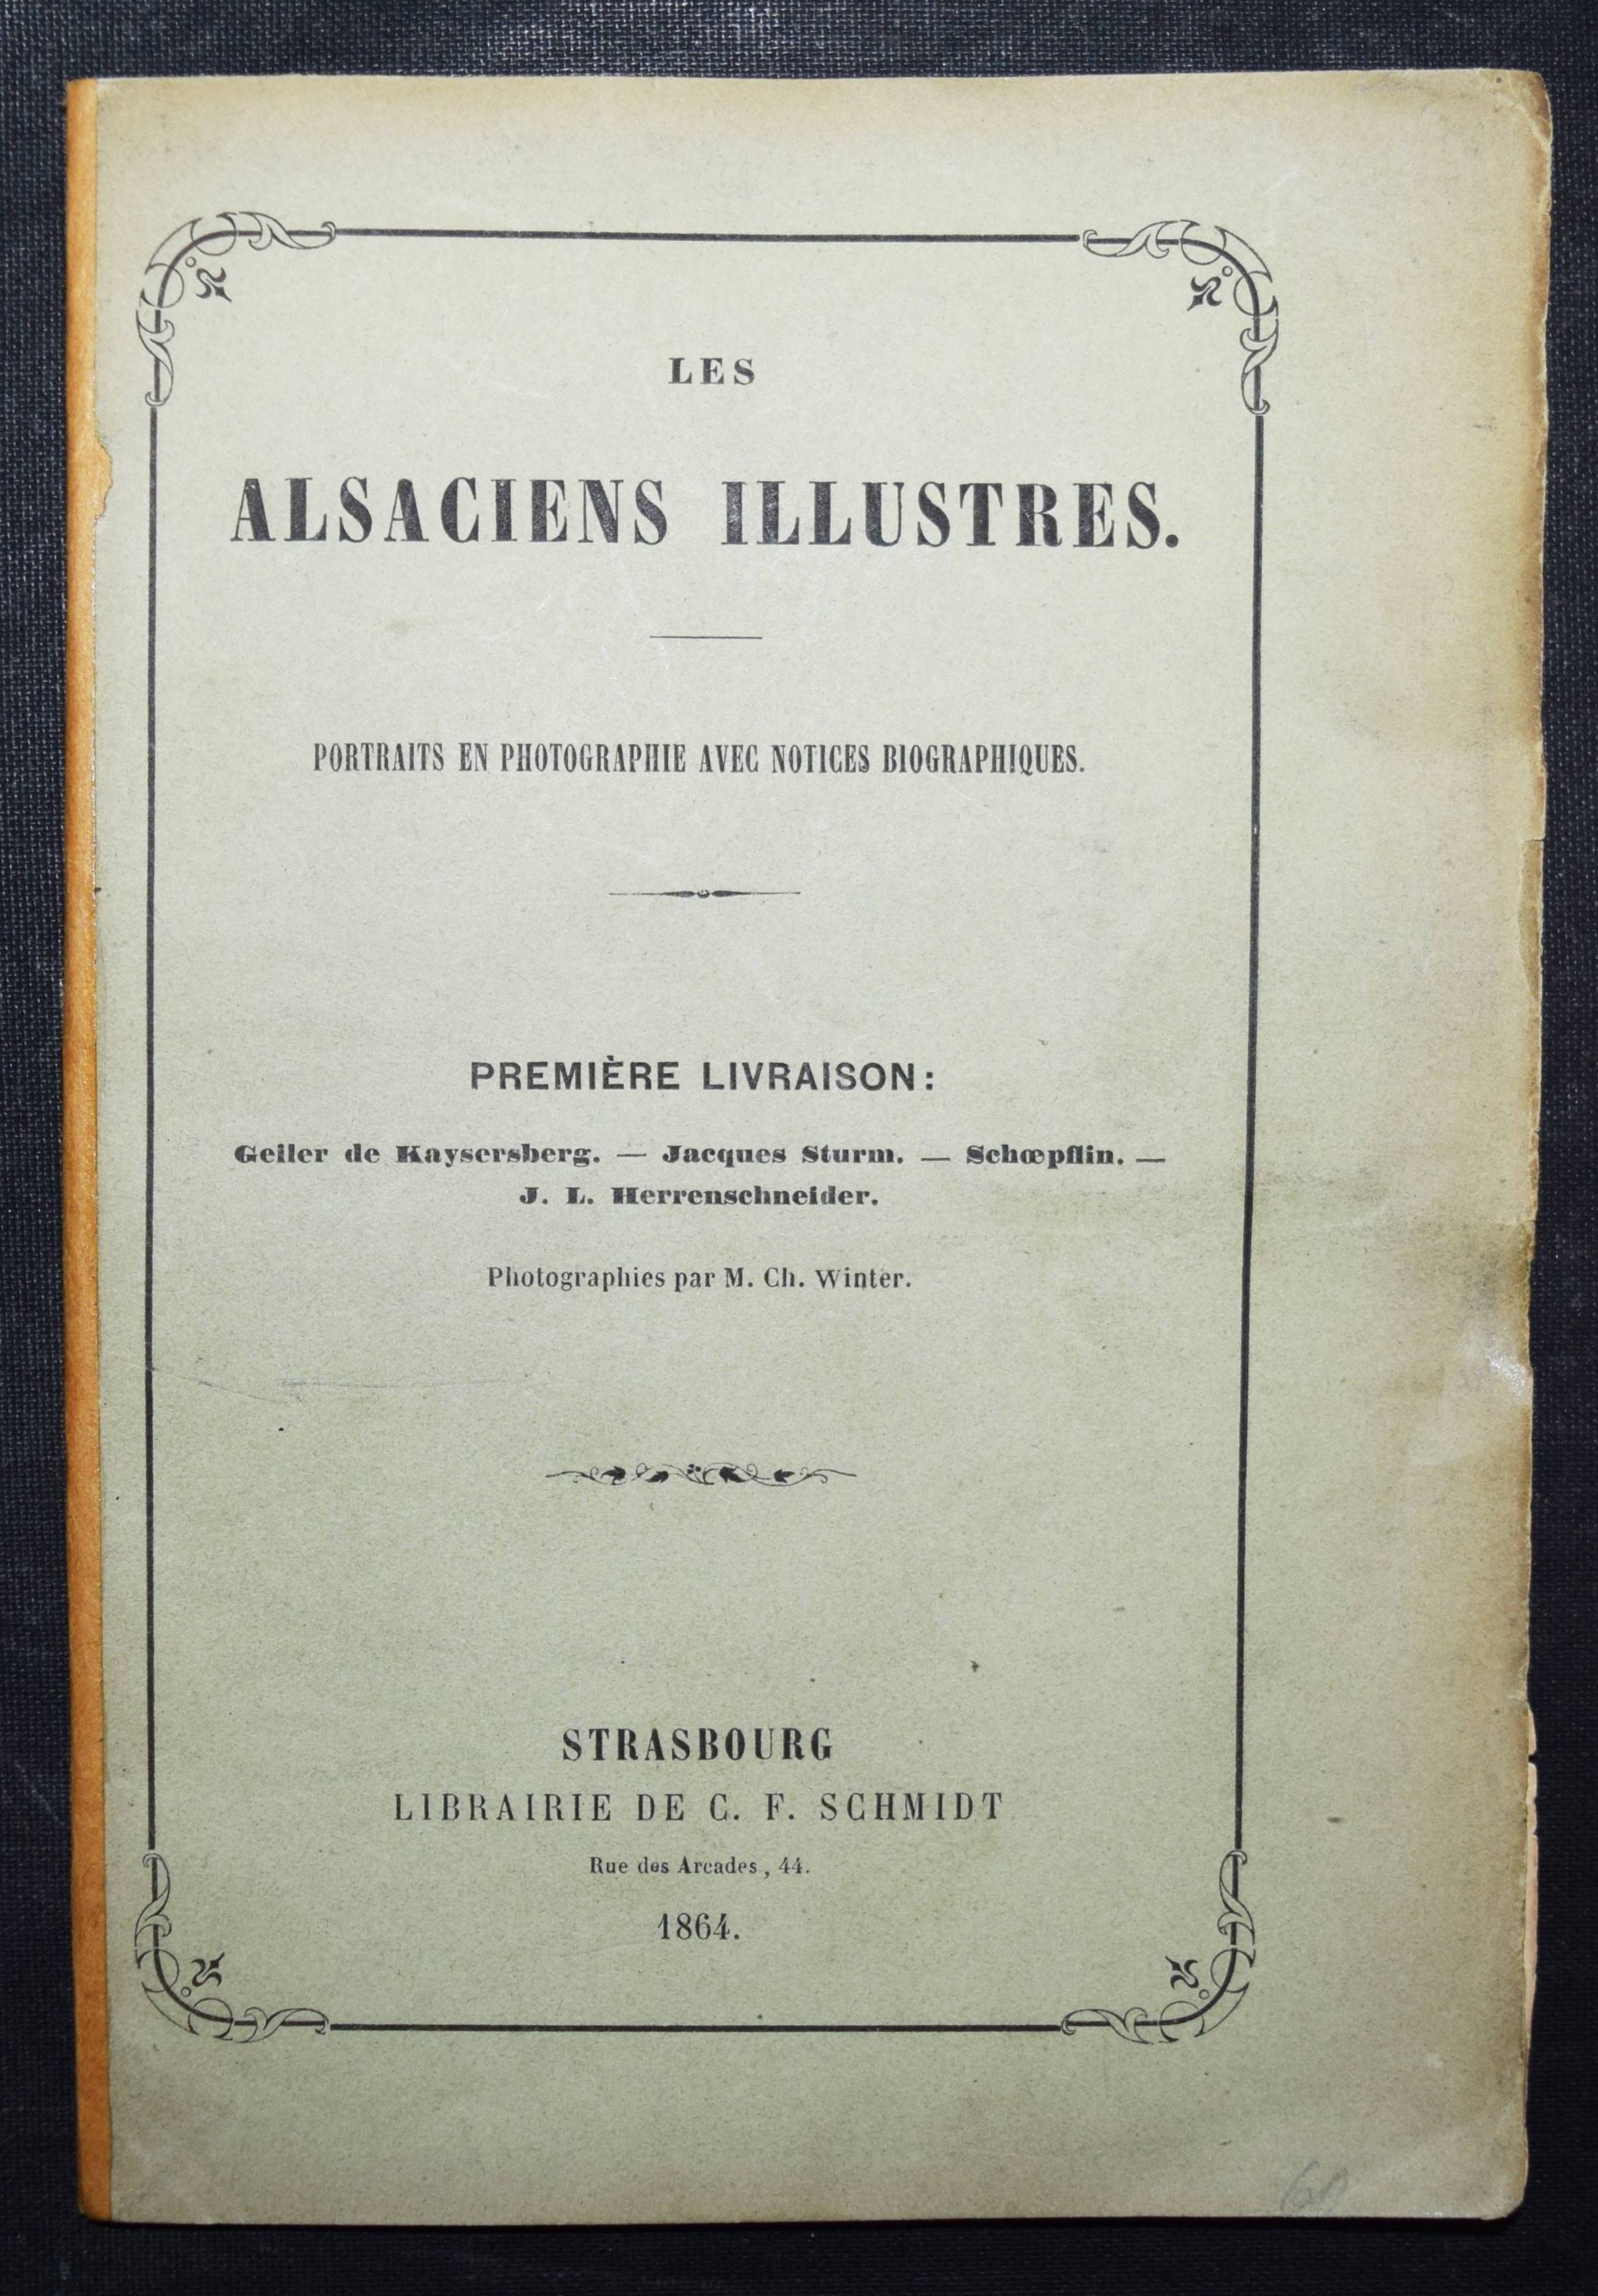 LES
ALSACIENS ILLUSTRES.
PORTRAITS EN PHOTOGRAPHIE AVEC NOTICES BIOGRAPHIQUES.
PREMIÈRE LIVRAISON:
Geiler de Kaysersberg. — Jacques Sturm. — Schœpflin. —
J. L. Herrenschneider.
Photographies par M. Ch. Winter.
STRASBOURG
LIBRAIRIE DE C. F. SCHMIDT
Rue des Arcades, 44.
1864.